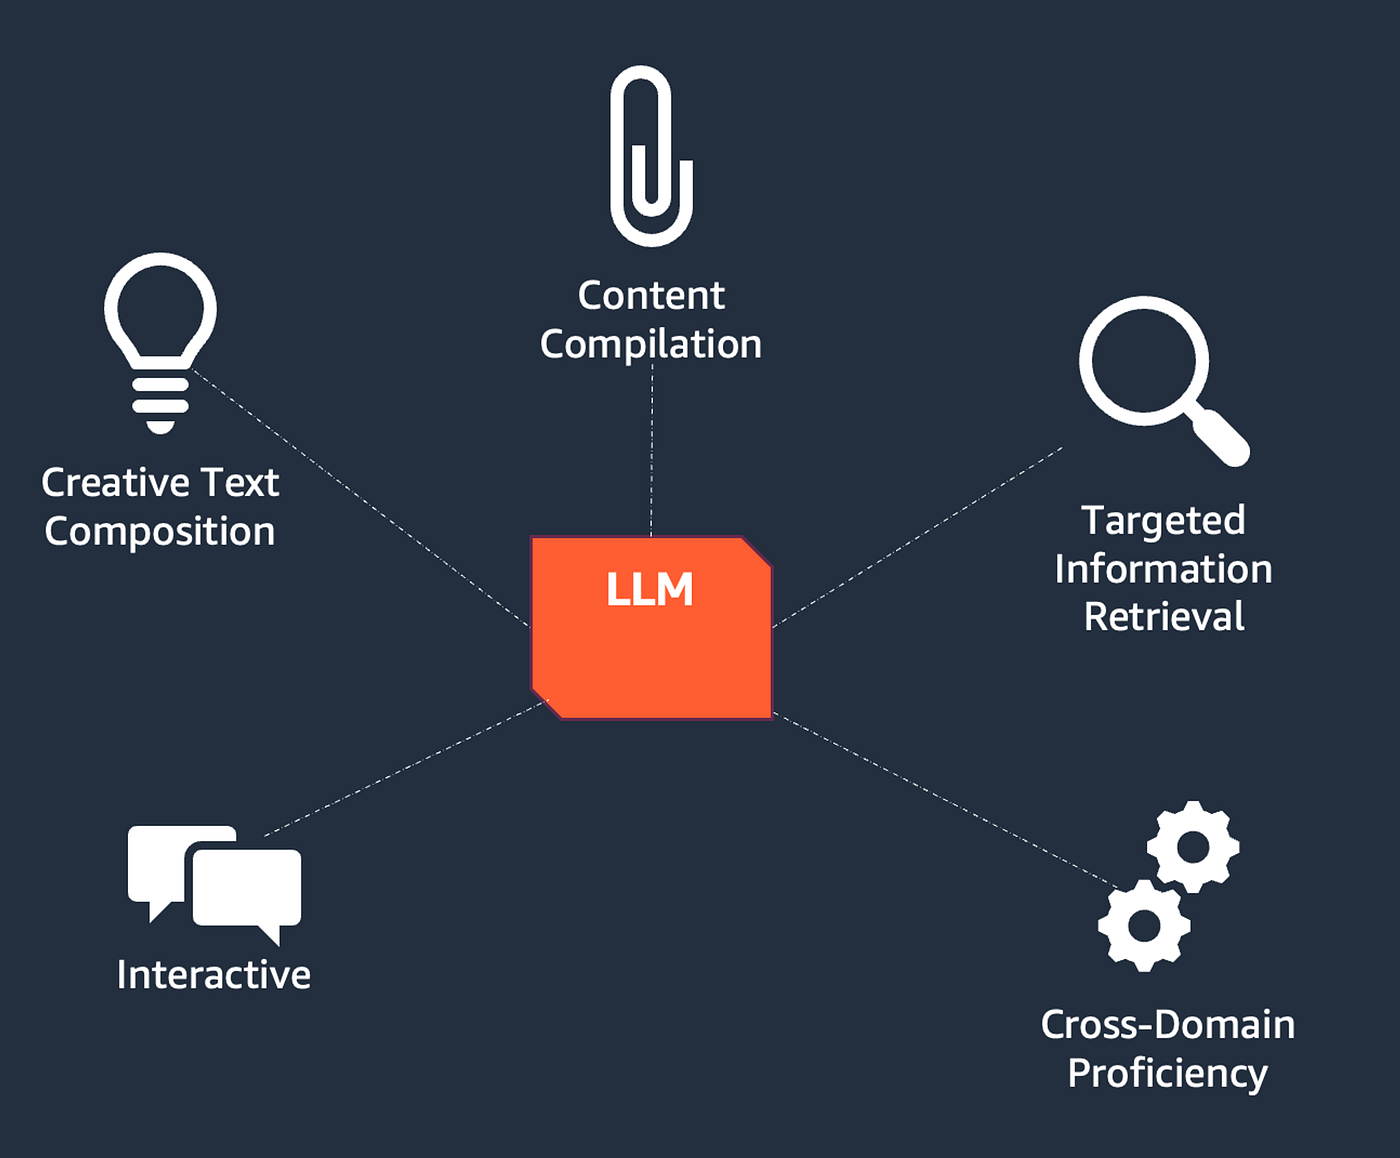 Content
Compilation
Creative Text
Composition
Targeted
Information
Retrieval
LLM
Interactive
Cross-Domain
Proficiency